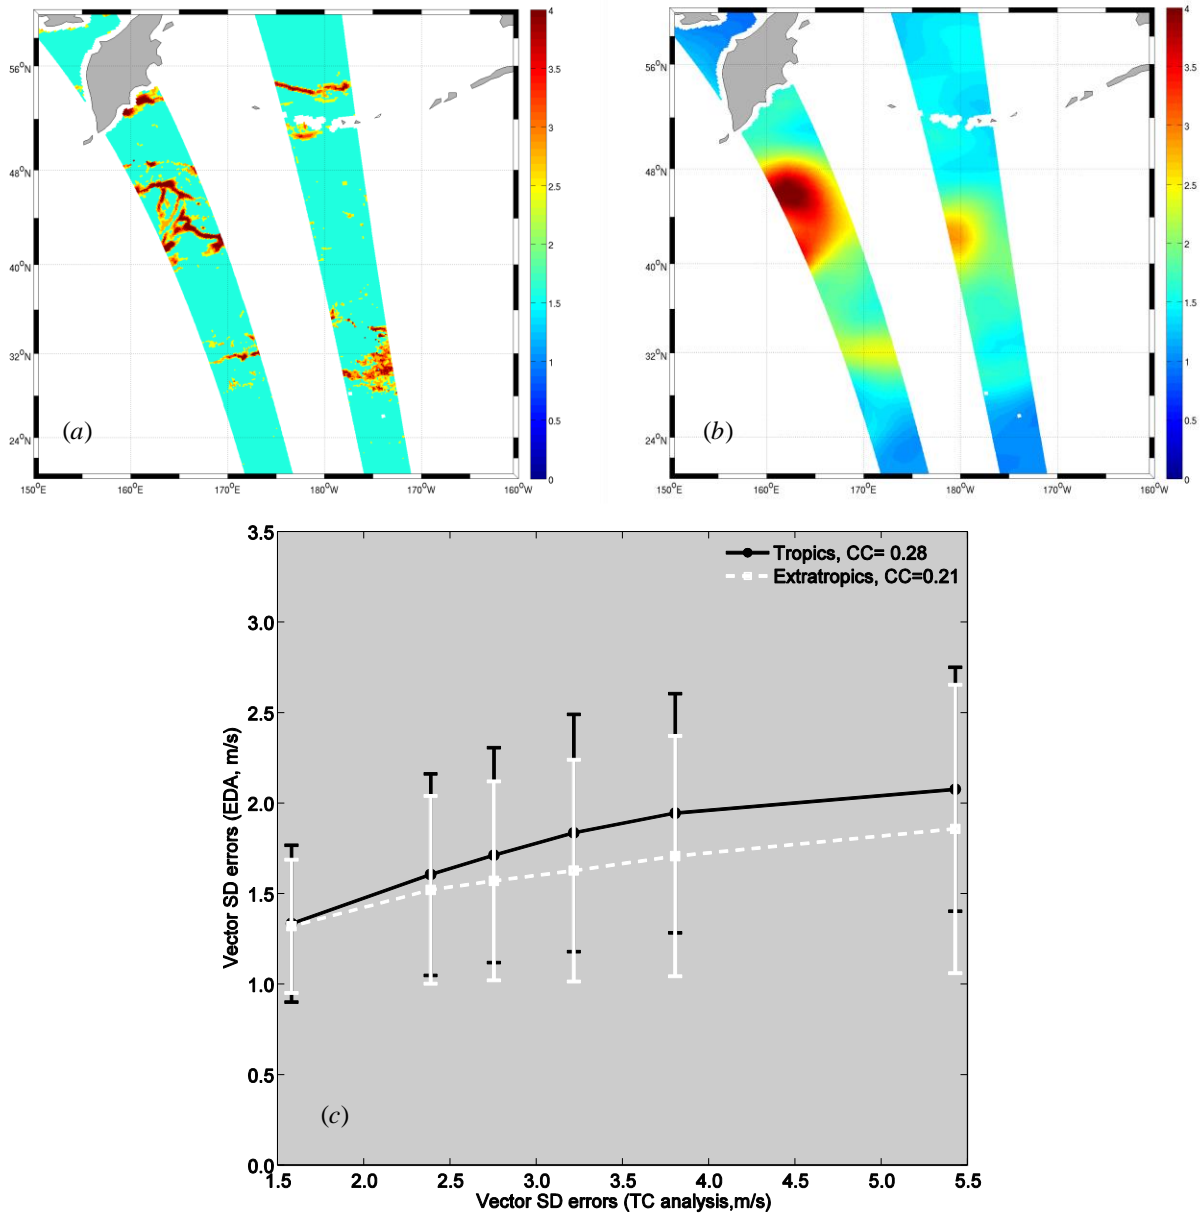 4
3.5
3
2.5
2
1.5
1
0.5
0
56°N
48°N
40°N
32°N
24°N
150°E
160°E
170°E
180°W
170°W
160°W
(a)
4
3.5
3
2.5
2
1.5
1
0.5
0
56°N
48°N
40°N
32°N
24°N
150°E
160°E
170°E
180°W
170°W
160°W
(b)
3.5
3.0
2.5
2.0
1.5
1.0
0.5
0.0
Vector SD errors (EDA, m/s)
Tropics, CC= 0.28
Extratropics, CC=0.21
(c)
1.5
2.0
2.5
3.0
3.5
4.0
4.5
5.0
5.5
Vector SD errors (TC analysis,m/s)